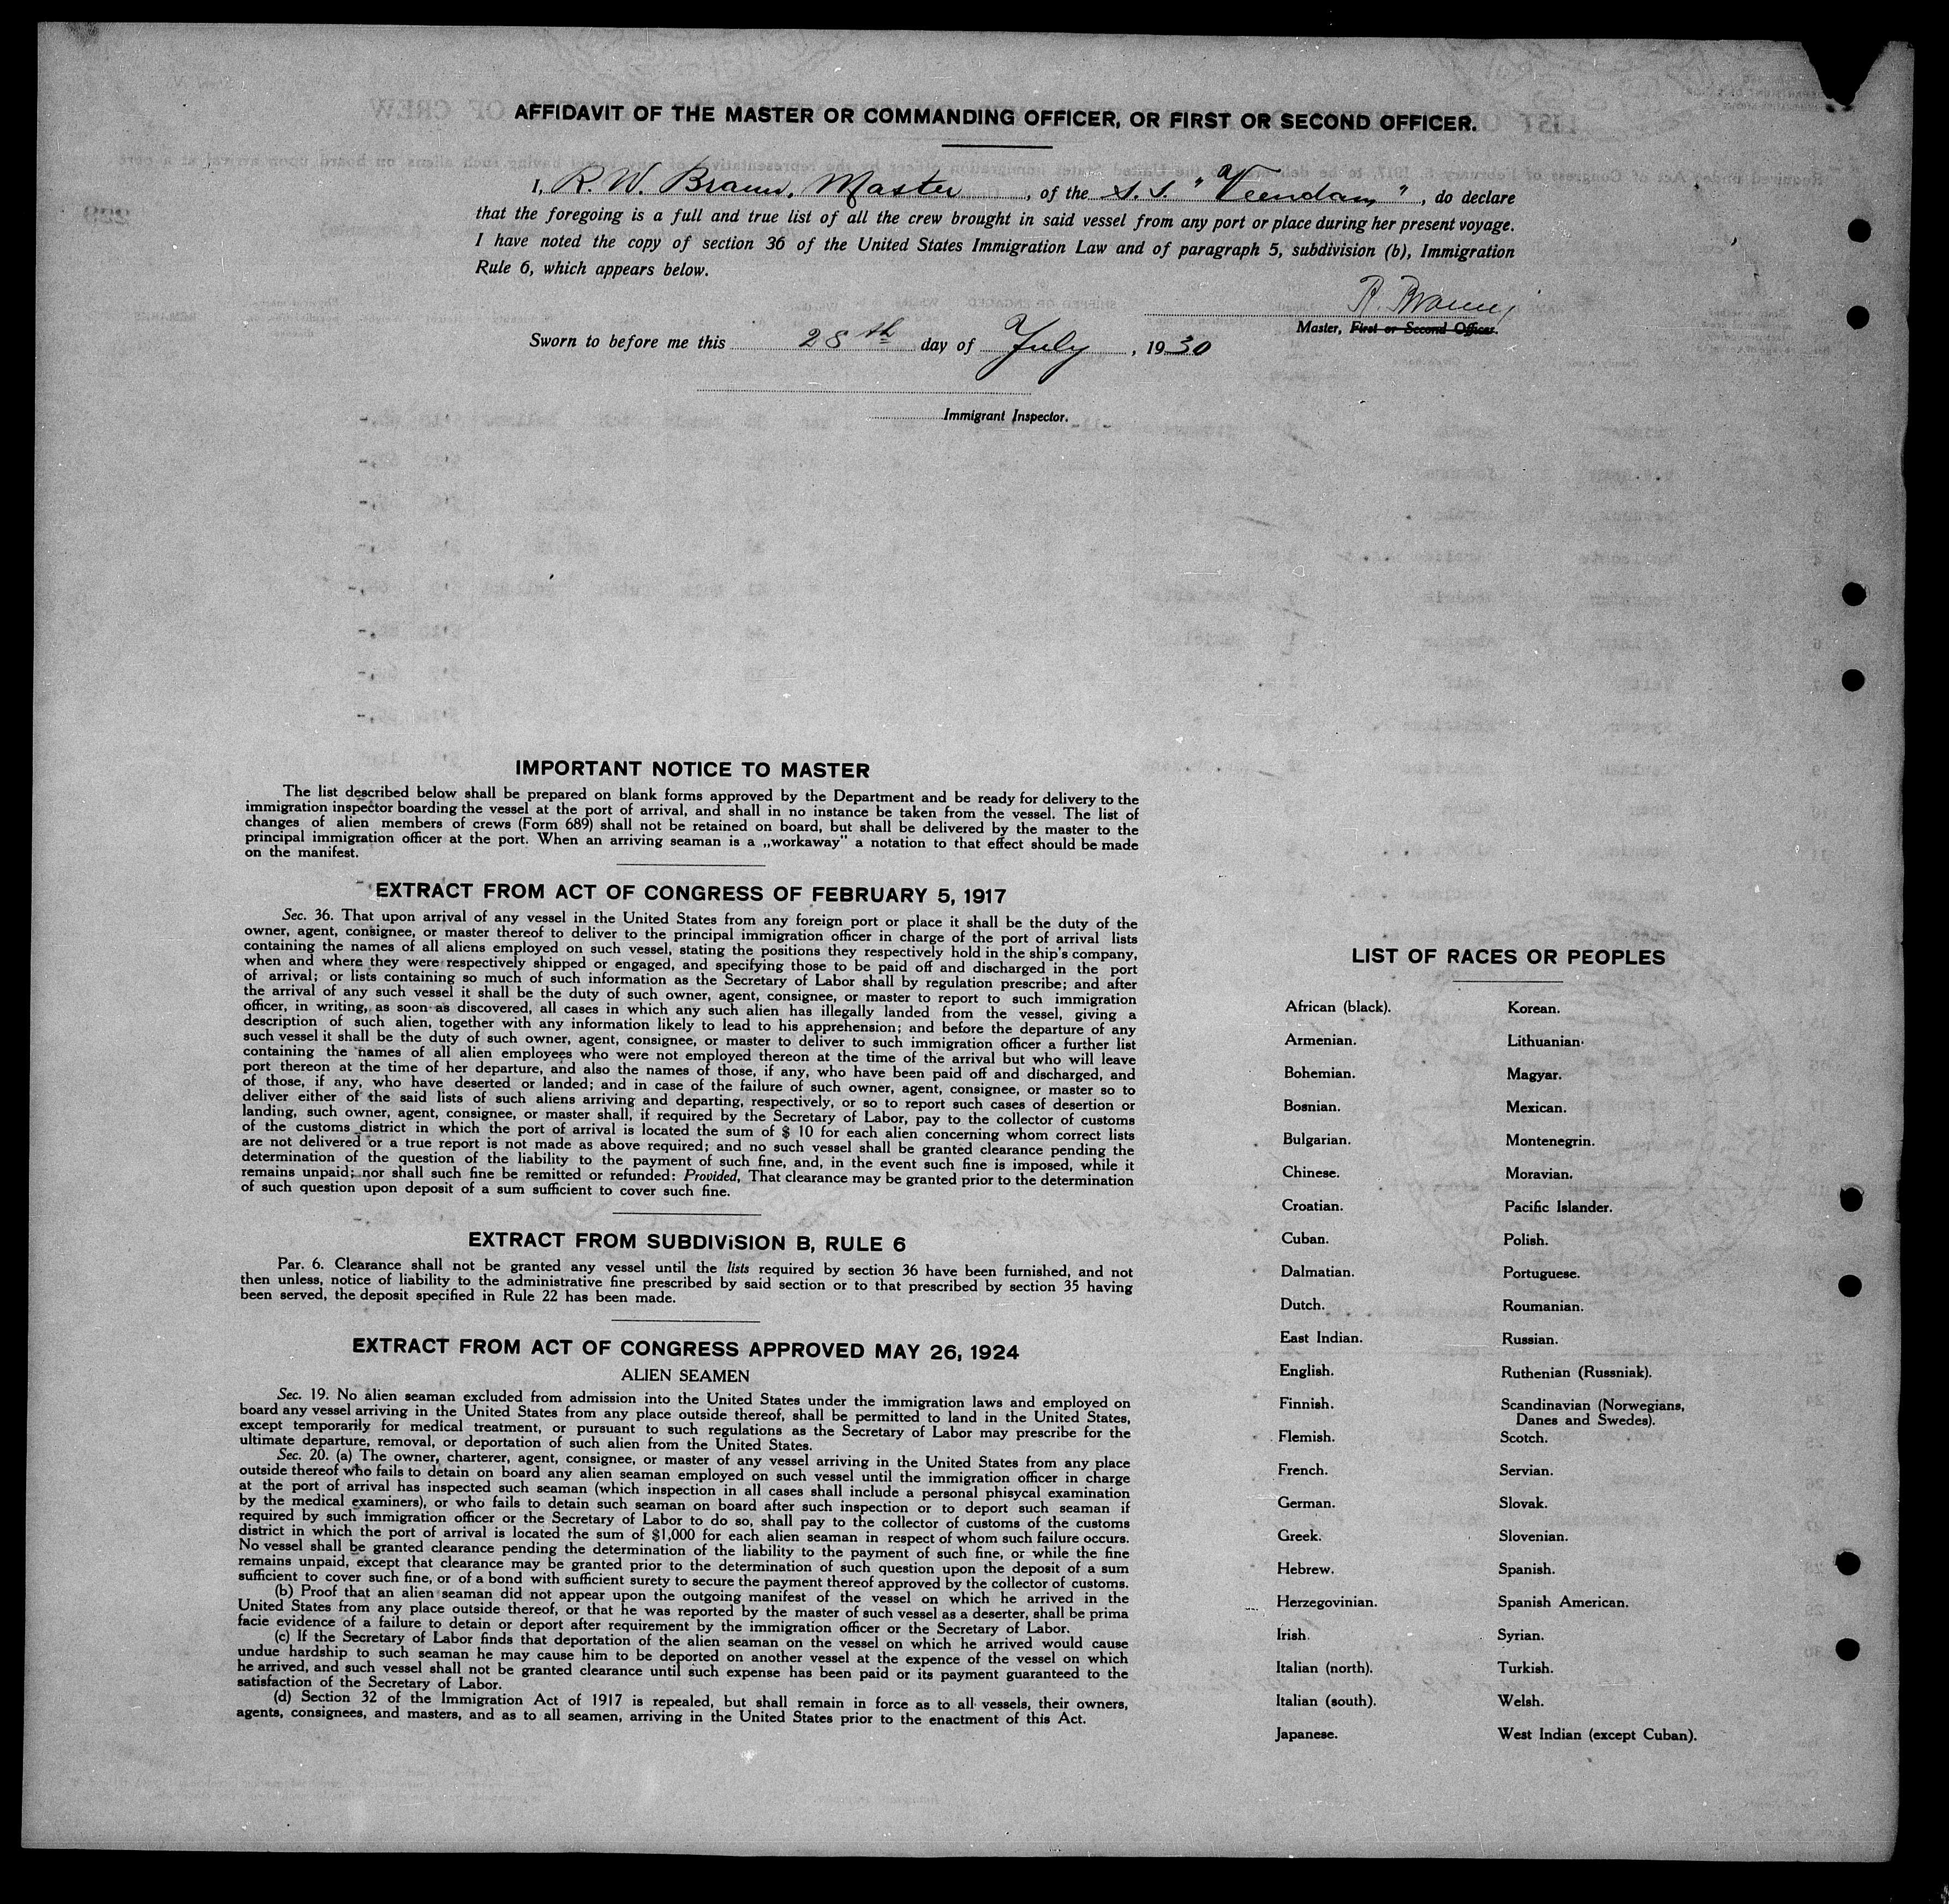 AFFIDAVIT OF THE MASTER OR COMMANDING OFFICER, OR FIRST OR SECOND OFFICER.
I, R. W. Braun, Master, of the S.S. "Veendam", do declare
that the foregoing is a full and true list of all the crew brought in said vessel from any port or place during her present voyage.
I have noted the copy of section 36 of the United States Immigration Law and of paragraph 5, subdivision (b), Immigration
Rule 6, which appears below.
R. Braun
Master, First or Second Officer.
Sworn to before me this 28th day of July, 1930
Immigrant Inspector.
IMPORTANT NOTICE TO MASTER
The list described below shall be prepared on blank forms approved by the Department and be ready for delivery to the
immigration inspector boarding the vessel at the port of arrival, and shall in no instance be taken from the vessel. The list of
changes of alien members of crews (Form 689) shall not be retained on board, but shall be delivered by the master to the
principal immigration officer at the port. When an arriving seaman is a „workaway" a notation to that effect should be made
on the manifest.
EXTRACT FROM ACT OF CONGRESS OF FEBRUARY 5, 1917
Sec. 36. That upon arrival of any vessel in the United States from any foreign port or place it shall be the duty of the
owner, agent, consignee, or master thereof to deliver to the principal immigration officer in charge of the port of arrival lists
containing the names of all aliens employed on such vessel, stating the positions they respectively hold in the ship's company,
when and where they were respectively shipped or engaged, and specifying those to be paid off and discharged in the port
of arrival; or lists containing so much of such information as the Secretary of Labor shall by regulation prescribe; and after
the arrival of any such vessel it shall be the duty of such owner, agent, consignee, or master to report to such immigration
officer, in writing, as soon as discovered, all cases in which any such alien has illegally landed from the vessel, giving a
description of such alien, together with any information likely to lead to his apprehension; and before the departure of any
such vessel it shall be the duty of such owner, agent, consignee, or master to deliver to such immigration officer a further list
containing the names of all alien employees who were not employed thereon at the time of the arrival but who will leave
port thereon at the time of her departure, and also the names of those, if any, who have been paid off and discharged, and
of those, if any, who have deserted or landed; and in case of the failure of such owner, agent, consignee, or master so to
deliver either of the said lists of such aliens arriving and departing, respectively, or so to report such cases of desertion or
landing, such owner, agent, consignee, or master shall, if required by the Secretary of Labor, pay to the collector of customs
of the customs district in which the port of arrival is located the sum of $ 10 for each alien concerning whom correct lists
are not delivered or a true report is not made as above required; and no such vessel shall be granted clearance pending the
determination of the question of the liability to the payment of such fine, and, in the event such fine is imposed, while it
remains unpaid; nor shall such fine be remitted or refunded: Provided, That clearance may be granted prior to the determination
of such question upon deposit of a sum sufficient to cover such fine.
EXTRACT FROM SUBDIViSION B, RULE 6
Par. 6. Clearance shall not be granted any vessel until the lists required by section 36 have been furnished, and not
then unless, notice of liability to the administrative fine prescribed by said section or to that prescribed by section 35 having
been served, the deposit specified in Rule 22 has been made.
EXTRACT FROM ACT OF CONGRESS APPROVED MAY 26, 1924
ALIEN SEAMEN
Sec. 19. No alien seaman excluded from admission into the United States under the immigration laws and employed on
board any vessel arriving in the United States from any place outside thereof, shall be permitted to land in the United States,
except temporarily for medical treatment, or pursuant to such regulations as the Secretary of Labor may prescribe for the
ultimate departure, removal, or deportation of such alien from the United States.
Sec. 20. (a) The owner, charterer, agent, consignee, or master of any vessel arriving in the United States from any place
outside thereof who fails to detain on board any alien seaman employed on such vessel until the immigration officer in charge
at the port of arrival has inspected such seaman (which inspection in all cases shall include a personal phisycal examination
by the medical examiners), or who fails to detain such seaman on board after such inspection or to deport such seaman if
required by such immigration officer or the Secretary of Labor to do so, shall pay to the collector of customs of the customs
district in which the port of arrival is located the sum of $1,000 for each alien seaman in respect of whom such failure occurs.
No vessel shall be granted clearance pending the determination of the liability to the payment of such fine, or while the fine
remains unpaid, except that clearance may be granted prior to the determination of such question upon the deposit of a sum
sufficient to cover such fine, or of a bond with sufficient surety to secure the payment thereof approved by the collector of customs.
(b) Proof that an alien seaman did not appear upon the outgoing manifest of the vessel on which he arrived in the
United States from any place outside thereof, or that he was reported by the master of such vessel as a deserter, shall be prima
facie evidence of a failure to detain or deport after requirement by the immigration officer or the Secretary of Labor.
(c) If the Secretary of Labor finds that deportation of the alien seaman on the vessel on which he arrived would cause
undue hardship to such seaman he may cause him to be deported on another vessel at the expence of the vessel on which
he arrived, and such vessel shall not be granted clearance until such expense has been paid or its payment guaranteed to the
satisfaction of the Secretary of Labor.
(d) Section 32 of the Immigration Act of 1917 is repealed, but shall remain in force as to all vessels, their owners,
agents, consignees, and masters, and as to all seamen, arriving in the United States prior to the enactment of this Act.
LIST OF RACES OR PEOPLES
African (black).
Armenian.
Bohemian.
Bosnian.
Bulgarian.
Chinese.
Croatian.
Cuban.
Dalmatian.
Dutch.
East Indian.
English.
Finnish.
Flemish.
French.
German.
Greek.
Hebrew.
Herzegovinian.
Irish.
Italian (north).
Italian (south).
Japanese.
Korean.
Lithuanian.
Magyar.
Mexican.
Montenegrin.
Moravian.
Pacific Islander.
Polish.
Portuguese.
Roumanian.
Russian.
Ruthenian (Russniak).
Scandinavian (Norwegians,
Danes and Swedes).
Scotch.
Servian.
Slovak.
Slovenian.
Spanish.
Spanish American.
Syrian.
Turkish.
Welsh.
West Indian (except Cuban).